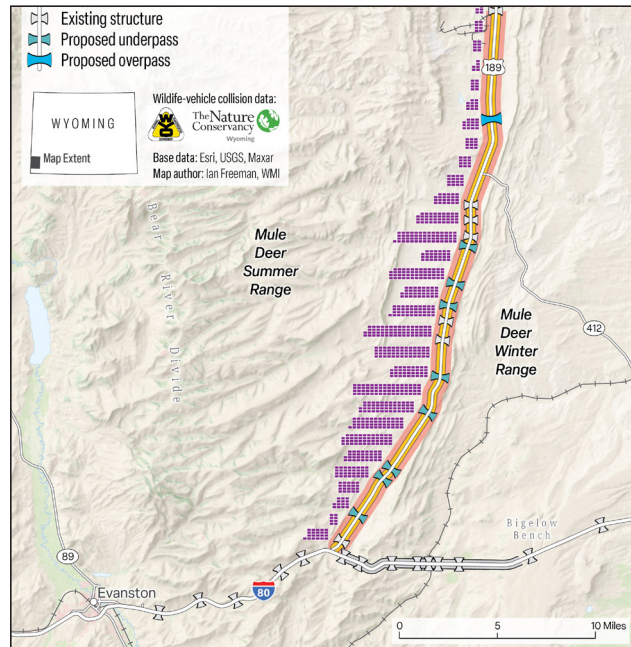 Existing structure
Proposed underpass
Proposed overpass
WYOMING
Map Extent
Wildife-vehicle collision data:
The Nature
Conservancy
Wyoming
Base data: Esri, USGS, Maxar
Map author: Ian Freeman, WMI
189
Bear River Divide
Mule
Deer
Summer
Range
Mule
Deer
Winter
Range
412
Bigelow
Bench
89
Evanston
80
0 5 10 Miles